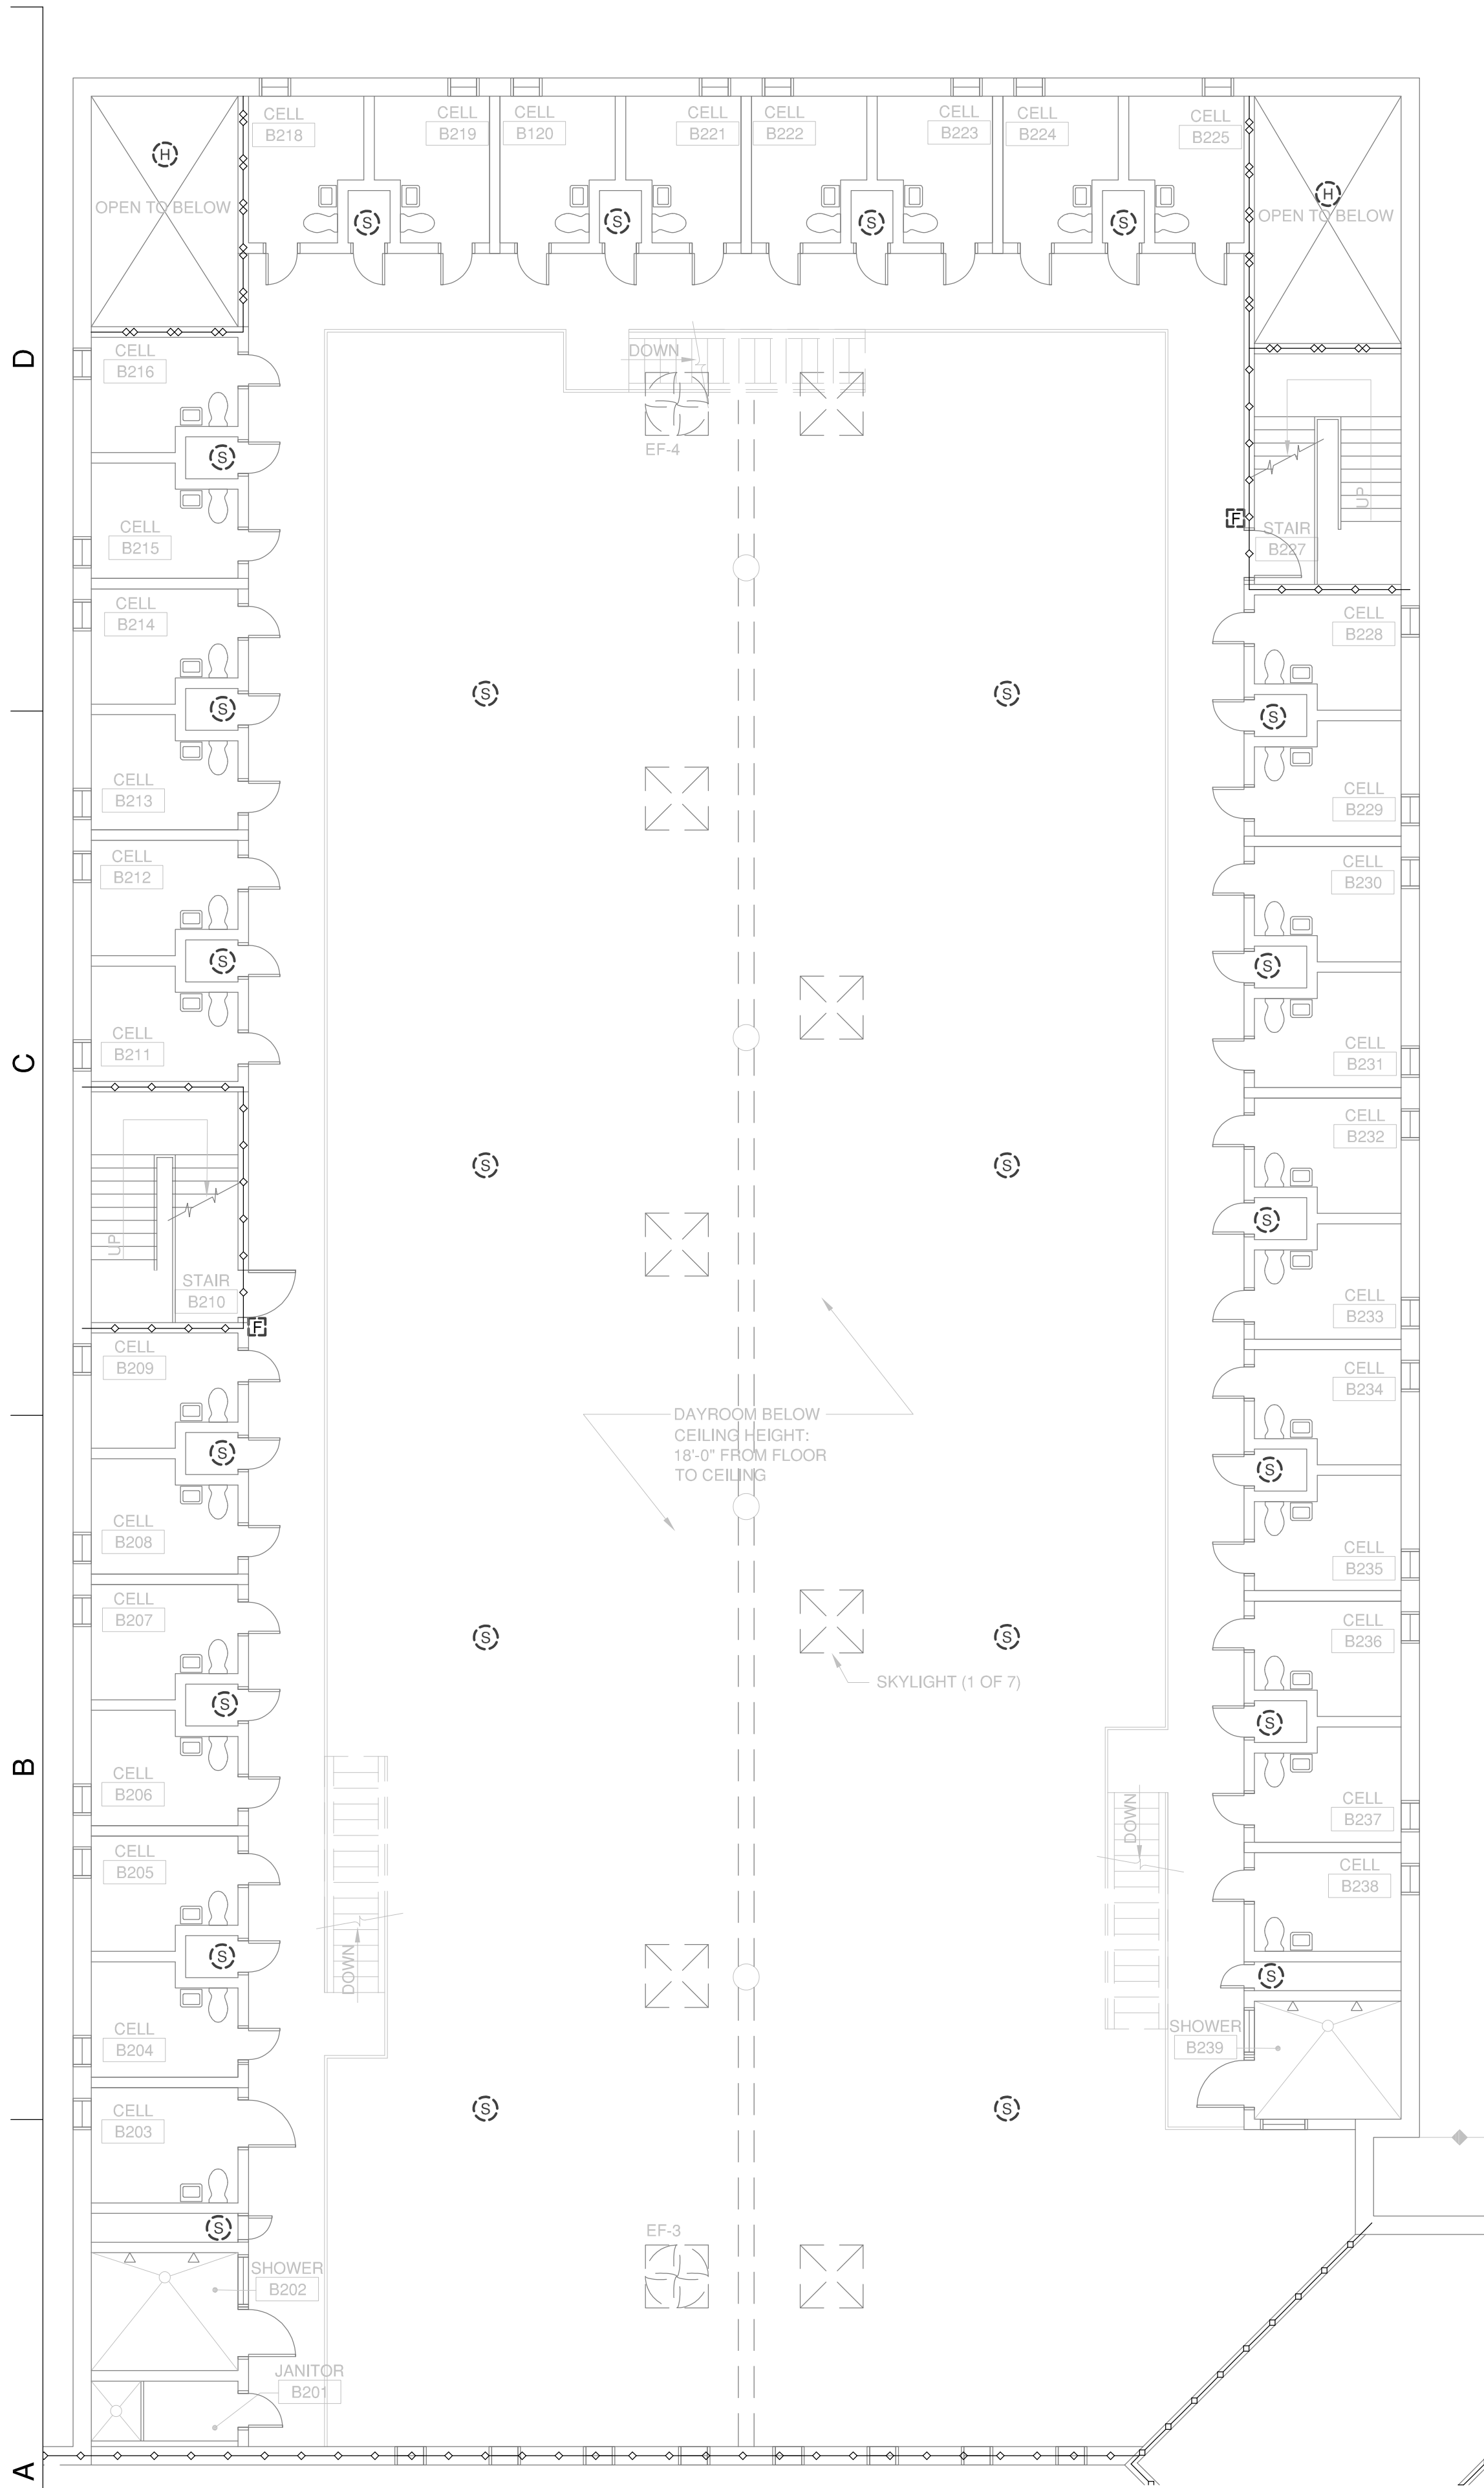 CELL
B218
CELL
B219
CELL
B120
CELL
B221
CELL
B222
CELL
B223
CELL
B224
CELL
B225
H
OPEN TO BELOW
H
OPEN TO BELOW
S
S
S
S
D
CELL
B216
DOWN
EF-4
S
UP
F
STAIR
B227
CELL
B215
CELL
B214
CELL
B228
S
S
S
S
CELL
B213
CELL
B229
CELL
B212
CELL
B230
S
S
C
CELL
B211
CELL
B231
CELL
B232
S
S
S
UP
STAIR
B210
F
CELL
B233
CELL
B209
CELL
B234
DAYROOM BELOW
CEILING HEIGHT:
18'-0" FROM FLOOR
TO CEILING
S
S
CELL
B208
CELL
B235
CELL
B207
CELL
B236
S
S
SKYLIGHT (1 OF 7)
S
S
B
CELL
B206
CELL
B237
DOWN
CELL
B205
CELL
B238
DOWN
S
S
CELL
B204
SHOWER
B239
S
S
CELL
B203
S
EF-3
SHOWER
B202
JANITOR
B201
A